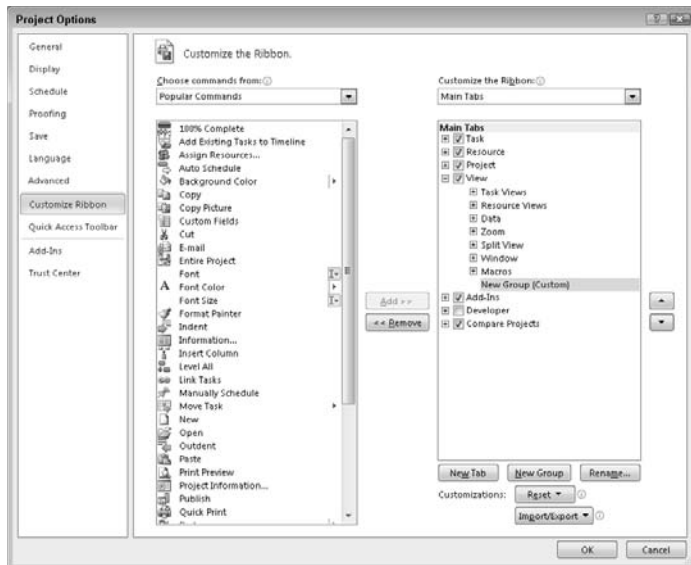 Project Options
General
Display
Schedule
Proofing
Save
Language
Advanced
Customize Ribbon
Quick Access Toolbar
Add-Ins
Trust Center
Customize the Ribbon.
Choose commands from:
Popular Commands
100% Complete
Add Existing Tasks to Timeline
Assign Resources...
Auto Schedule
Background Color
Copy
Copy Picture
Custom Fields
Cut
E-mail
Entire Project
Font
Font Color
Font Size
Format Painter
Indent
Information...
Insert Column
Level All
Link Tasks
Manually Schedule
Move Task
New
Open
Outdent
Paste
Print Preview
Project Information...
Publish
Quick Print
Add >>
<< Remove
Customize the Ribbon:
Main Tabs
Main Tabs
Task
Resource
Project
View
Task Views
Resource Views
Data
Zoom
Split View
Window
Macros
New Group (Custom)
Add-Ins
Developer
Compare Projects
New Tab New Group Rename...
Customizations: Reset
Import/Export
OK Cancel